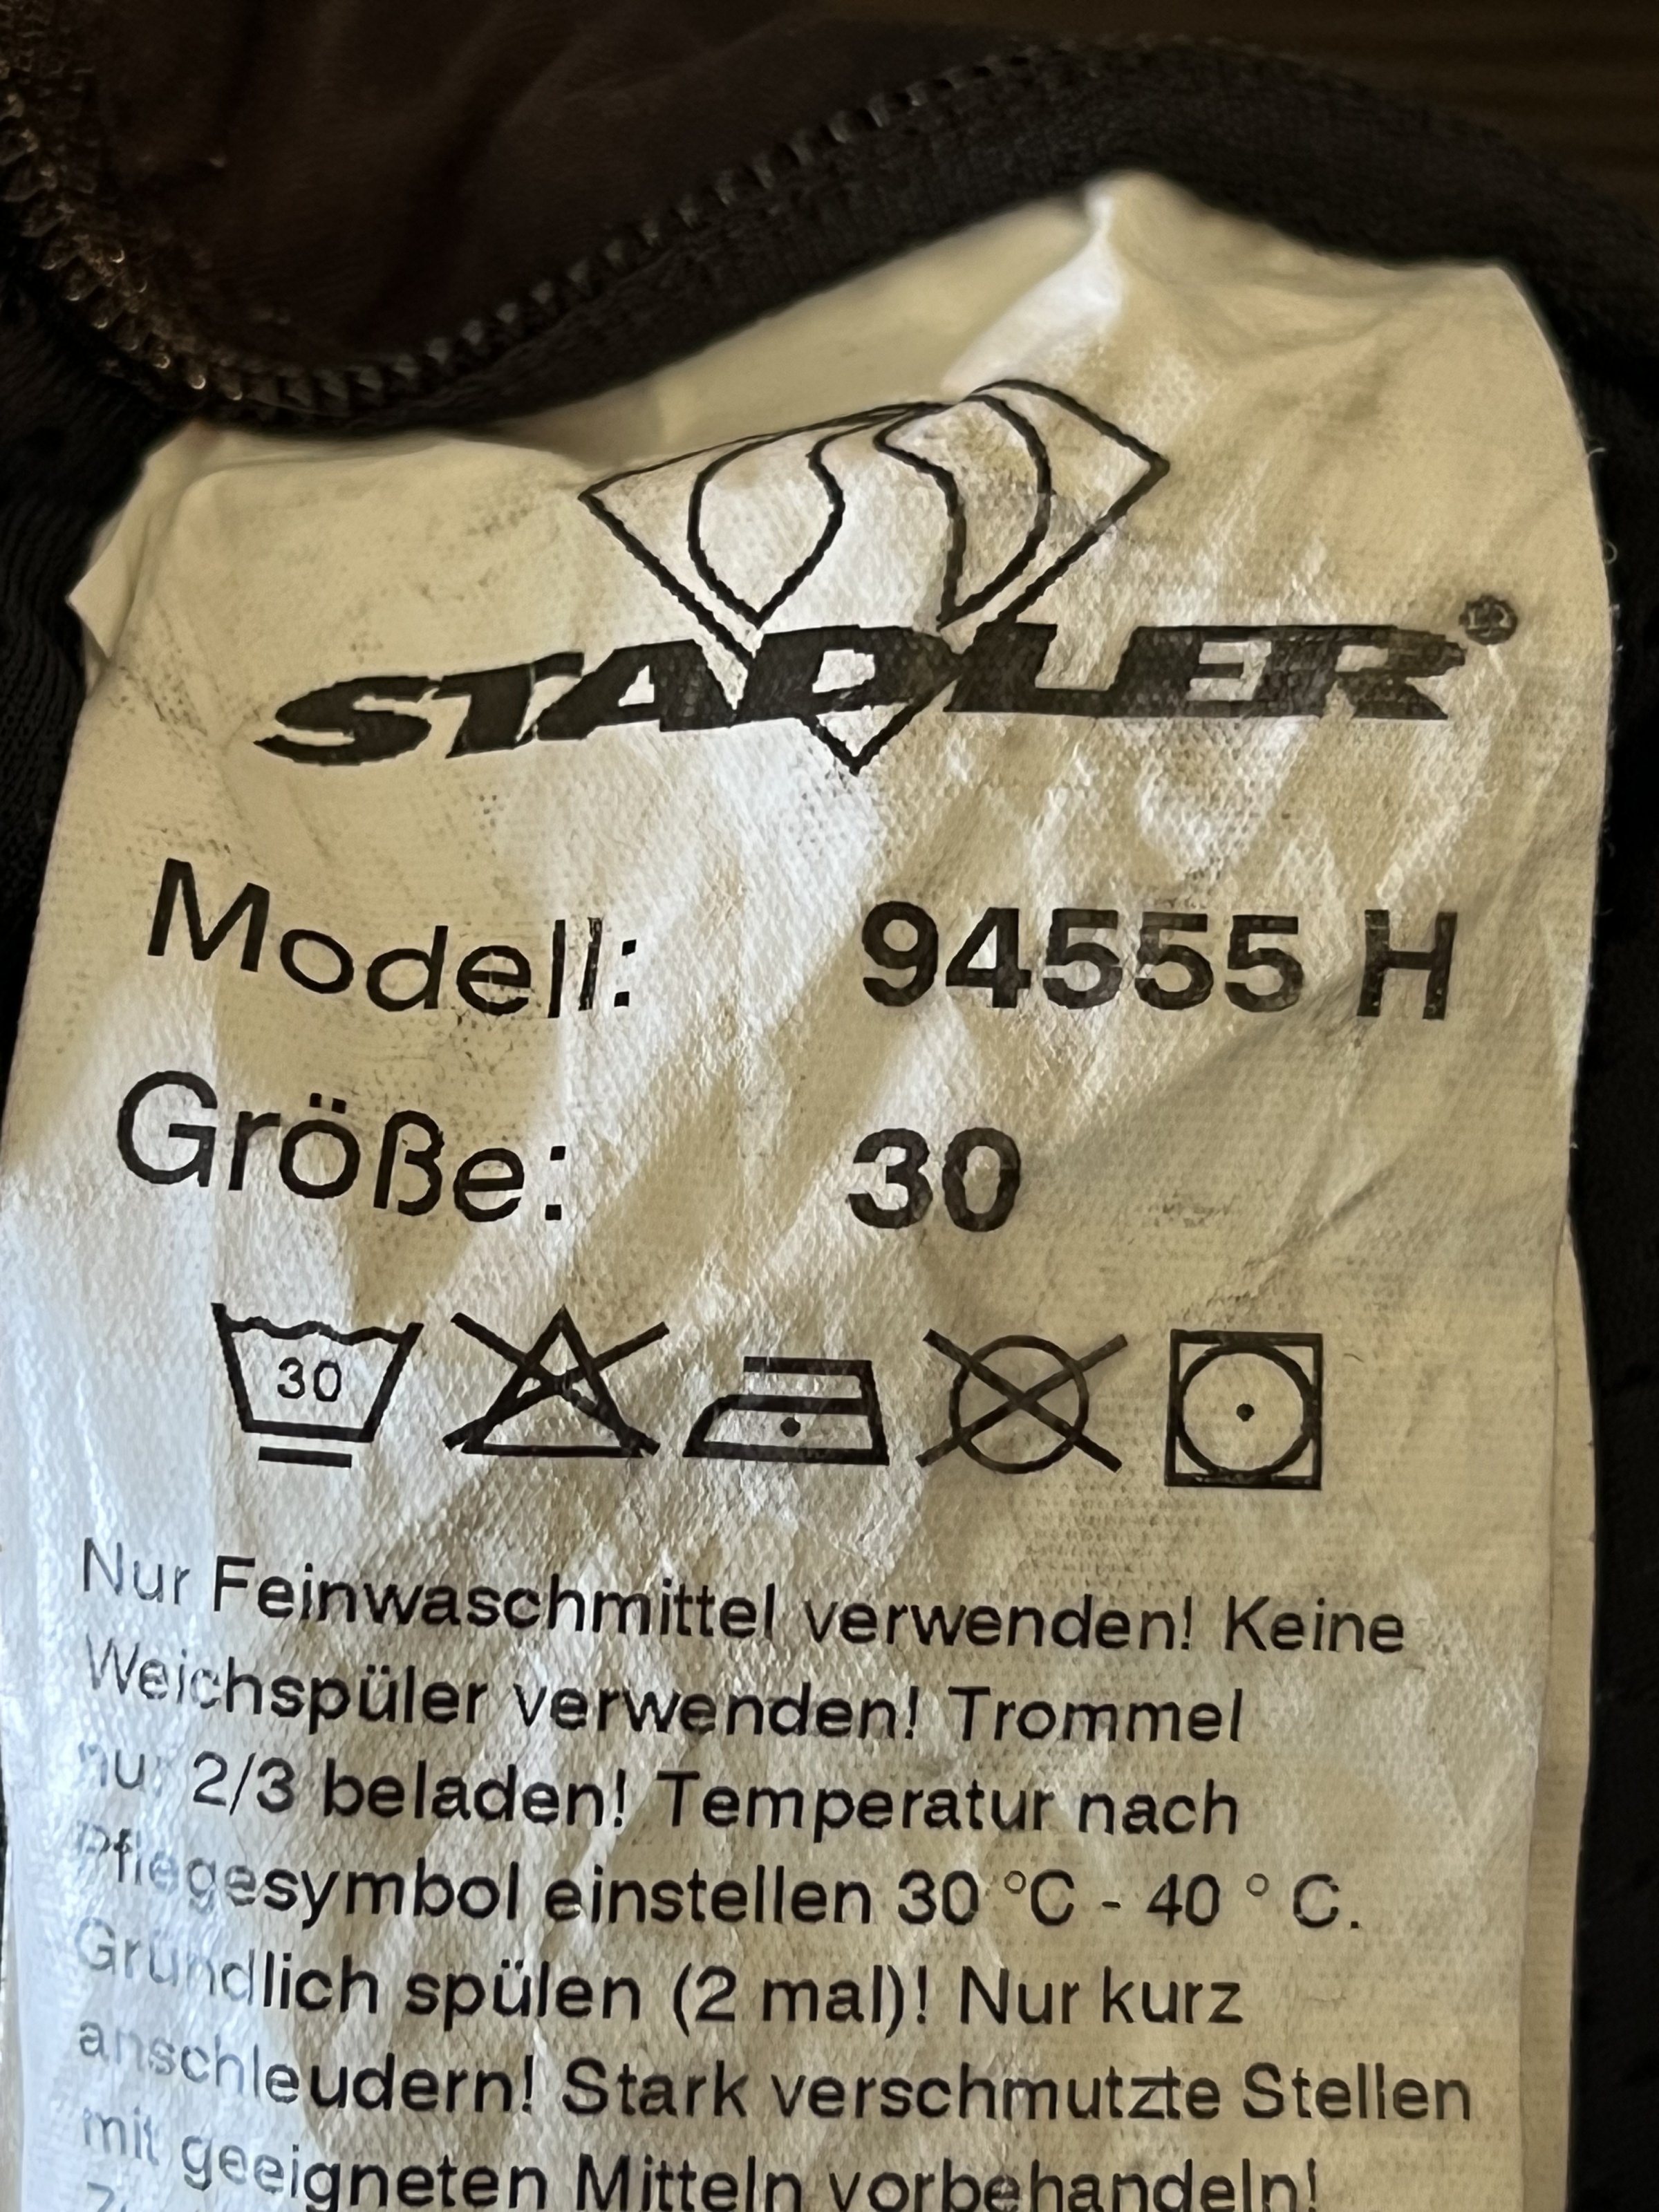 STADLER®
Modell: 94555 H
Größe: 30
30
Nur Feinwaschmittel verwenden! Keine
Weichspüler verwenden! Trommel
nur 2/3 beladen! Temperatur nach
Pflegesymbol einstellen 30 °C - 40 ° C.
Gründlich spülen (2 mal)! Nur kurz
anschleudern! Stark verschmutzte Stellen
mit geeigneten Mitteln vorbehandeln!